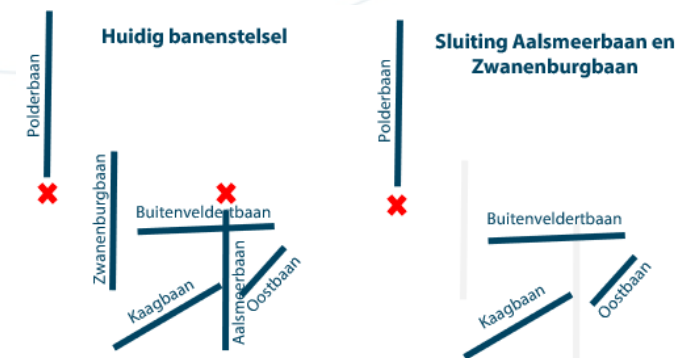 Huidig banenstelsel
Polderbaan
Zwanenburgbaan
Buitenveldertbaan
Aalsmeerbaan
Oostbaan
Kaagbaan
Sluiting Aalsmeerbaan en
Zwanenburgbaan
Polderbaan
Buitenveldertbaan
Oostbaan
Kaagbaan